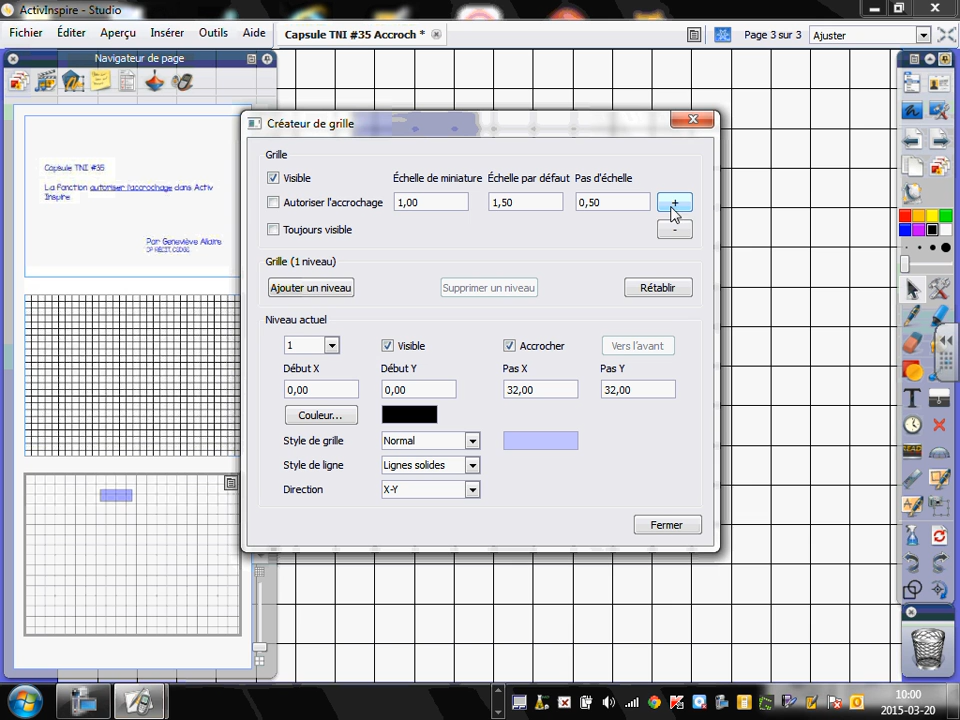 ActivInspire - Studio
Fichier Éditer Aperçu Insérer Outils Aide
Capsule TNI #35 Accroch *
Page 3 sur 3
Ajuster
Navigateur de page
Capsule TNI #35
La fonction autoriser l'accrochage dans Activ
Inspire
Par Geneviève Allaire
Créateur de grille
Grille
Visible
Échelle de miniature Échelle par défaut Pas d'échelle
Autoriser l'accrochage 1,00 1,50 0,50 +
Toujours visible -
Grille (1 niveau)
Ajouter un niveau Supprimer un niveau Rétablir
Niveau actuel
1 Visible Accrocher Vers l'avant
Début X Début Y Pas X Pas Y
0,00 0,00 32,00 32,00
Couleur...
Style de grille Normal
Style de ligne Lignes solides
Direction X-Y
Fermer
10:00
2015-03-20